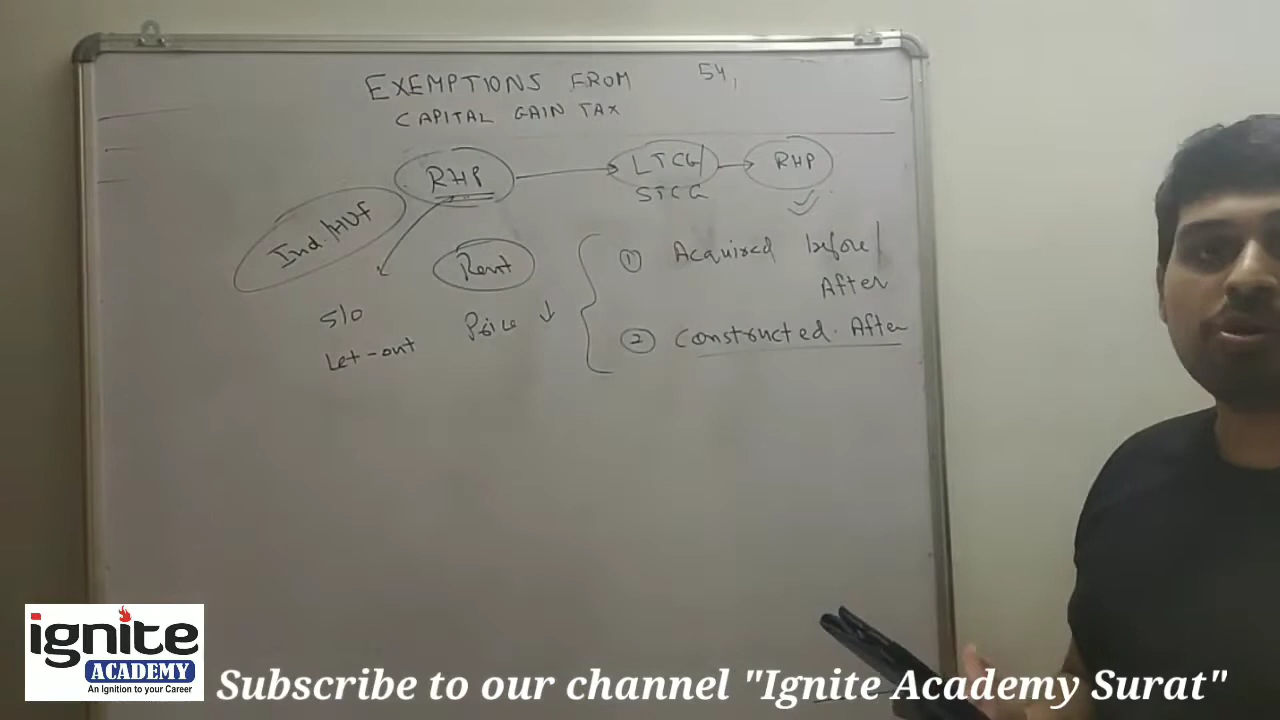 EXEMPTIONS FROM 54,
CAPITAL GAIN TAX
RHP LTCG/ RHP
STCG
Ind./HUF
Rent
① Acquired before/
After
S/O
Price ↓
② Constructed After
Let-out
ignite
ACADEMY
An Ignition to your Career
Subscribe to our channel "Ignite Academy Surat"